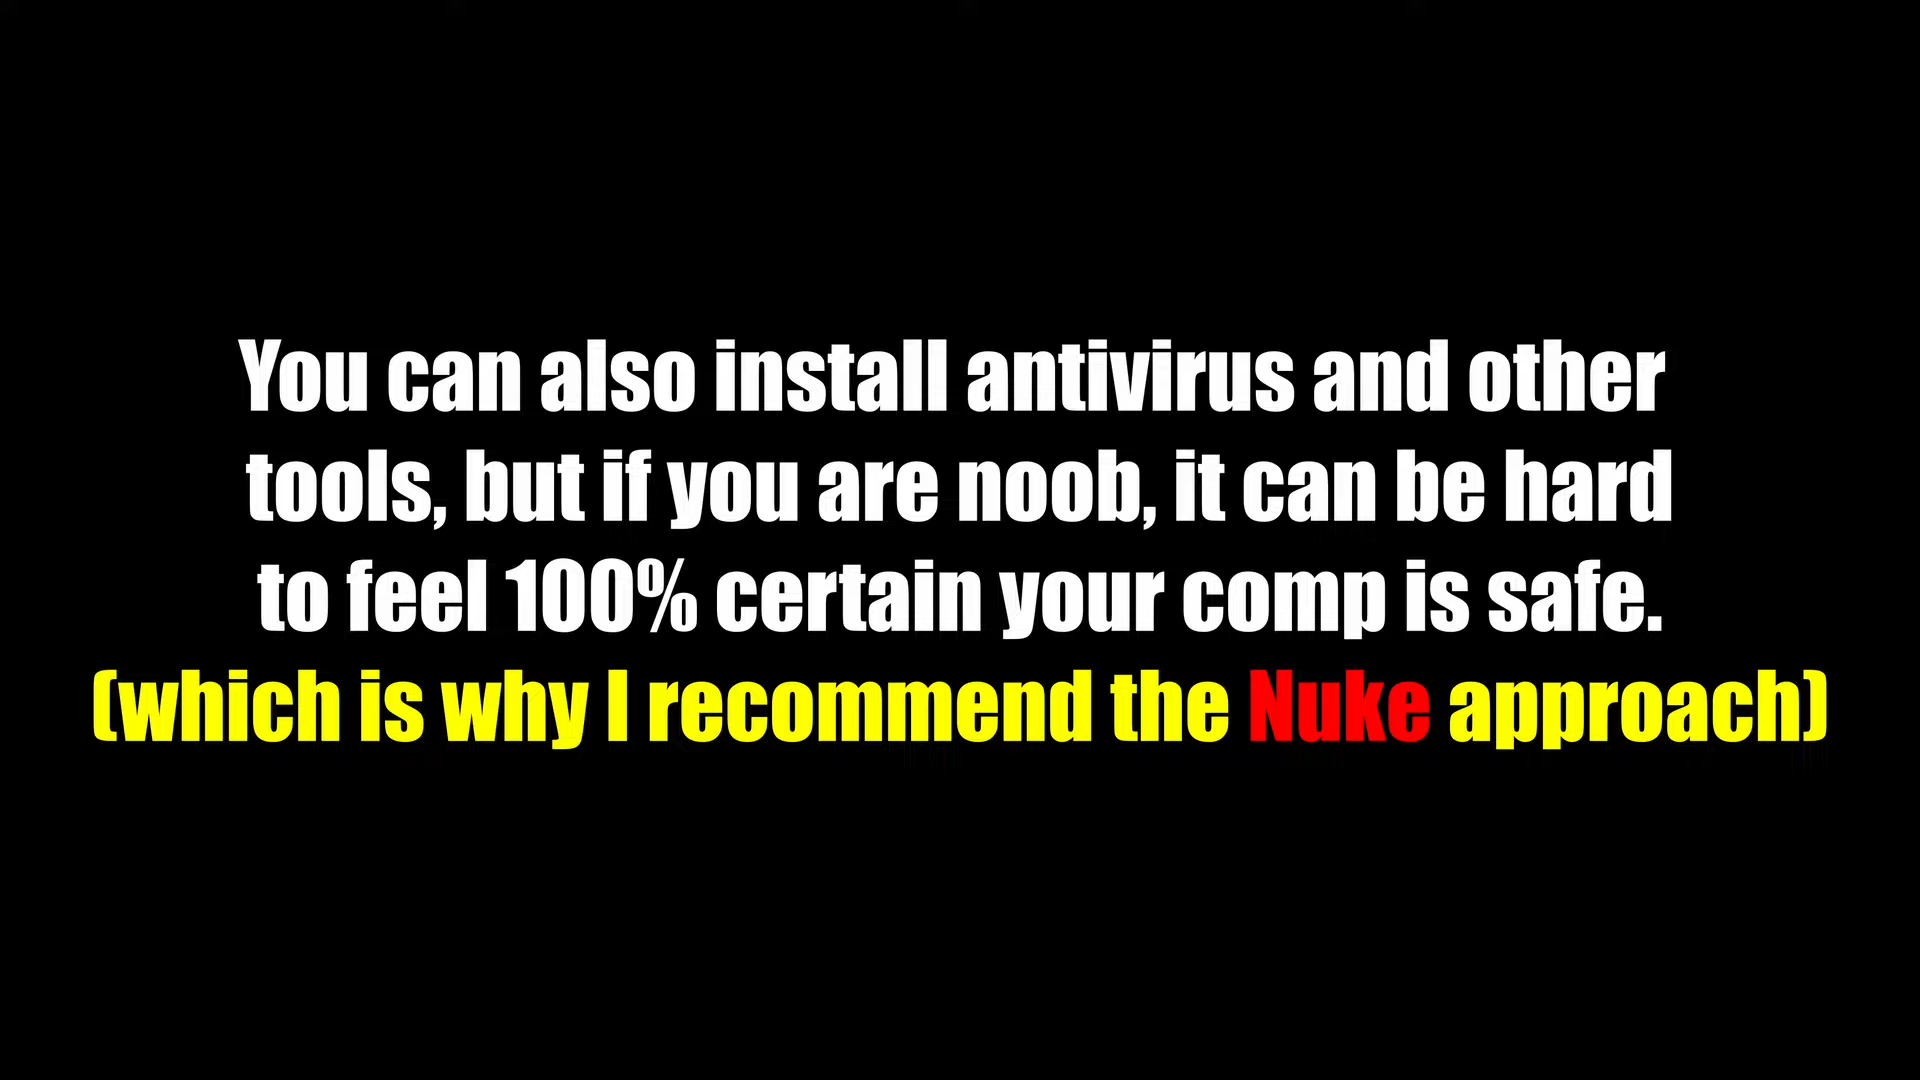 You can also install antivirus and other
tools, but if you are noob, it can be hard
to feel 100% certain your comp is safe.
(which is why I recommend the Nuke approach)